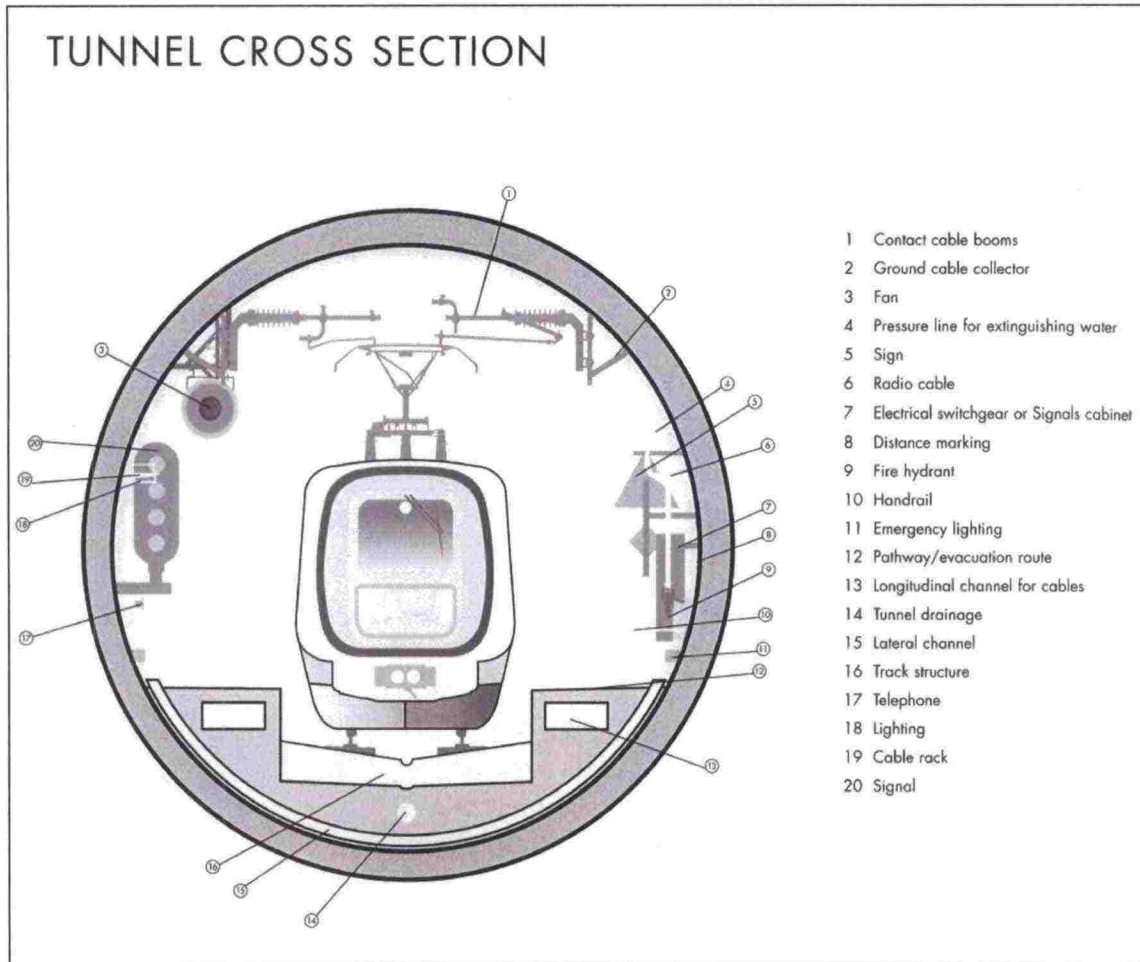 TUNNEL CROSS SECTION
1
2
3
4
5
6
7
8
9
10
11
12
13
14
15
16
17
18
19
20
1 Contact cable booms
2 Ground cable collector
3 Fan
4 Pressure line for extinguishing water
5 Sign
6 Radio cable
7 Electrical switchgear or Signals cabinet
8 Distance marking
9 Fire hydrant
10 Handrail
11 Emergency lighting
12 Pathway/evacuation route
13 Longitudinal channel for cables
14 Tunnel drainage
15 Lateral channel
16 Track structure
17 Telephone
18 Lighting
19 Cable rack
20 Signal